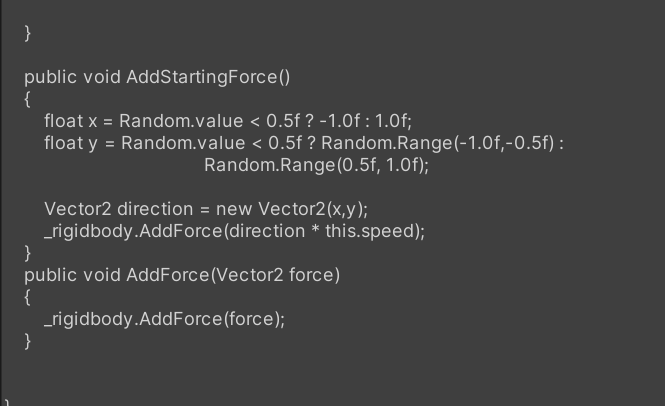 }
public void AddStartingForce()
{
float x = Random.value < 0.5f ? -1.0f : 1.0f;
float y = Random.value < 0.5f ? Random.Range(-1.0f,-0.5f) :
Random.Range(0.5f, 1.0f);
Vector2 direction = new Vector2(x,y);
_rigidbody.AddForce(direction * this.speed);
}
public void AddForce(Vector2 force)
{
_rigidbody.AddForce(force);
}
}